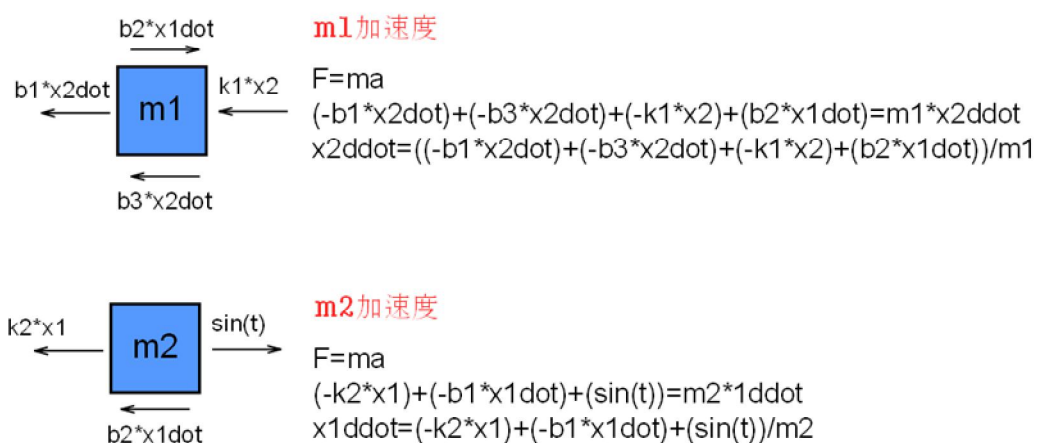 b2*x1dot
b1*x2dot
m1
k1*x2
b3*x2dot
m1加速度
F=ma
(-b1*x2dot)+(-b3*x2dot)+(-k1*x2)+(b2*x1dot)=m1*x2ddot
x2ddot=((-b1*x2dot)+(-b3*x2dot)+(-k1*x2)+(b2*x1dot))/m1
k2*x1
m2
sin(t)
b2*x1dot
m2加速度
F=ma
(-k2*x1)+(-b1*x1dot)+(sin(t))=m2*1ddot
x1ddot=(-k2*x1)+(-b1*x1dot)+(sin(t))/m2